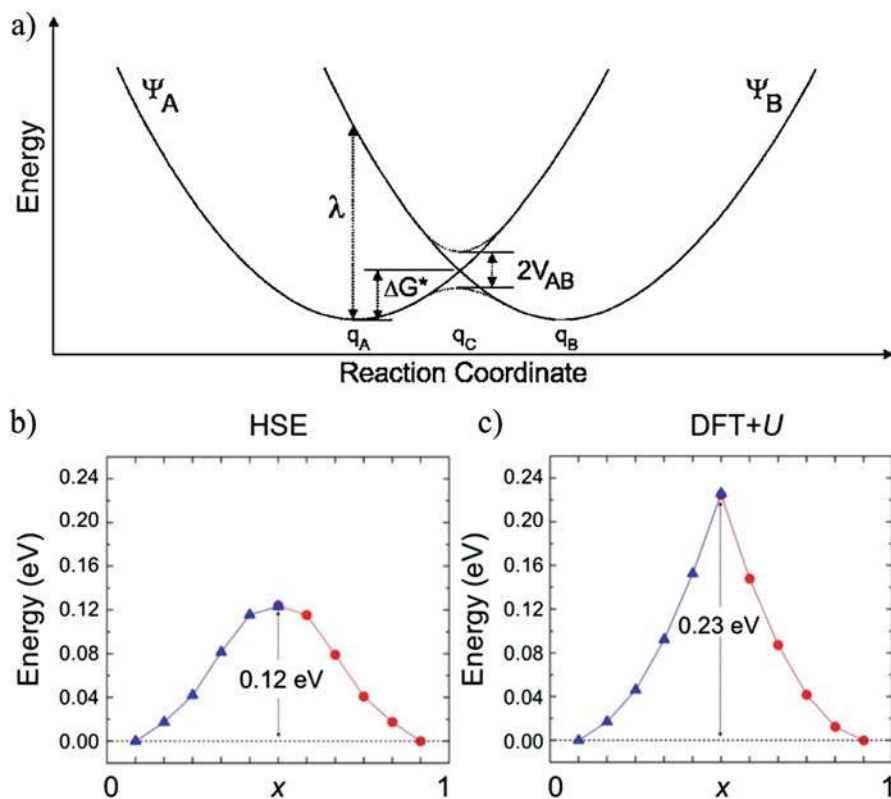 a)
Energy
Ψ_A
Ψ_B
λ
ΔG*
2V_AB
q_A
q_C
q_B
Reaction Coordinate
b)
HSE
Energy (eV)
0.24
0.20
0.16
0.12
0.08
0.04
0.00
0.12 eV
0
x
1
c)
DFT+U
Energy (eV)
0.24
0.20
0.16
0.12
0.08
0.04
0.00
0.23 eV
0
x
1